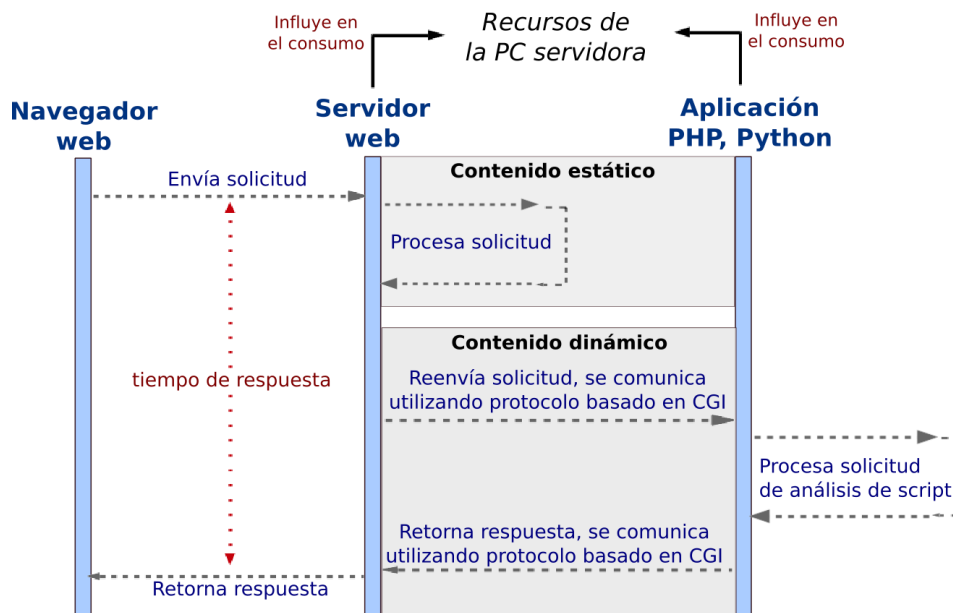 Influye en
el consumo
Recursos de
la PC servidora
Influye en
el consumo
Navegador
web
Servidor
web
Aplicación
PHP, Python
Envía solicitud
Contenido estático
Procesa solicitud
Contenido dinámico
tiempo de respuesta
Reenvía solicitud, se comunica
utilizando protocolo basado en CGI
Procesa solicitud
de análisis de script
Retorna respuesta, se comunica
utilizando protocolo basado en CGI
Retorna respuesta